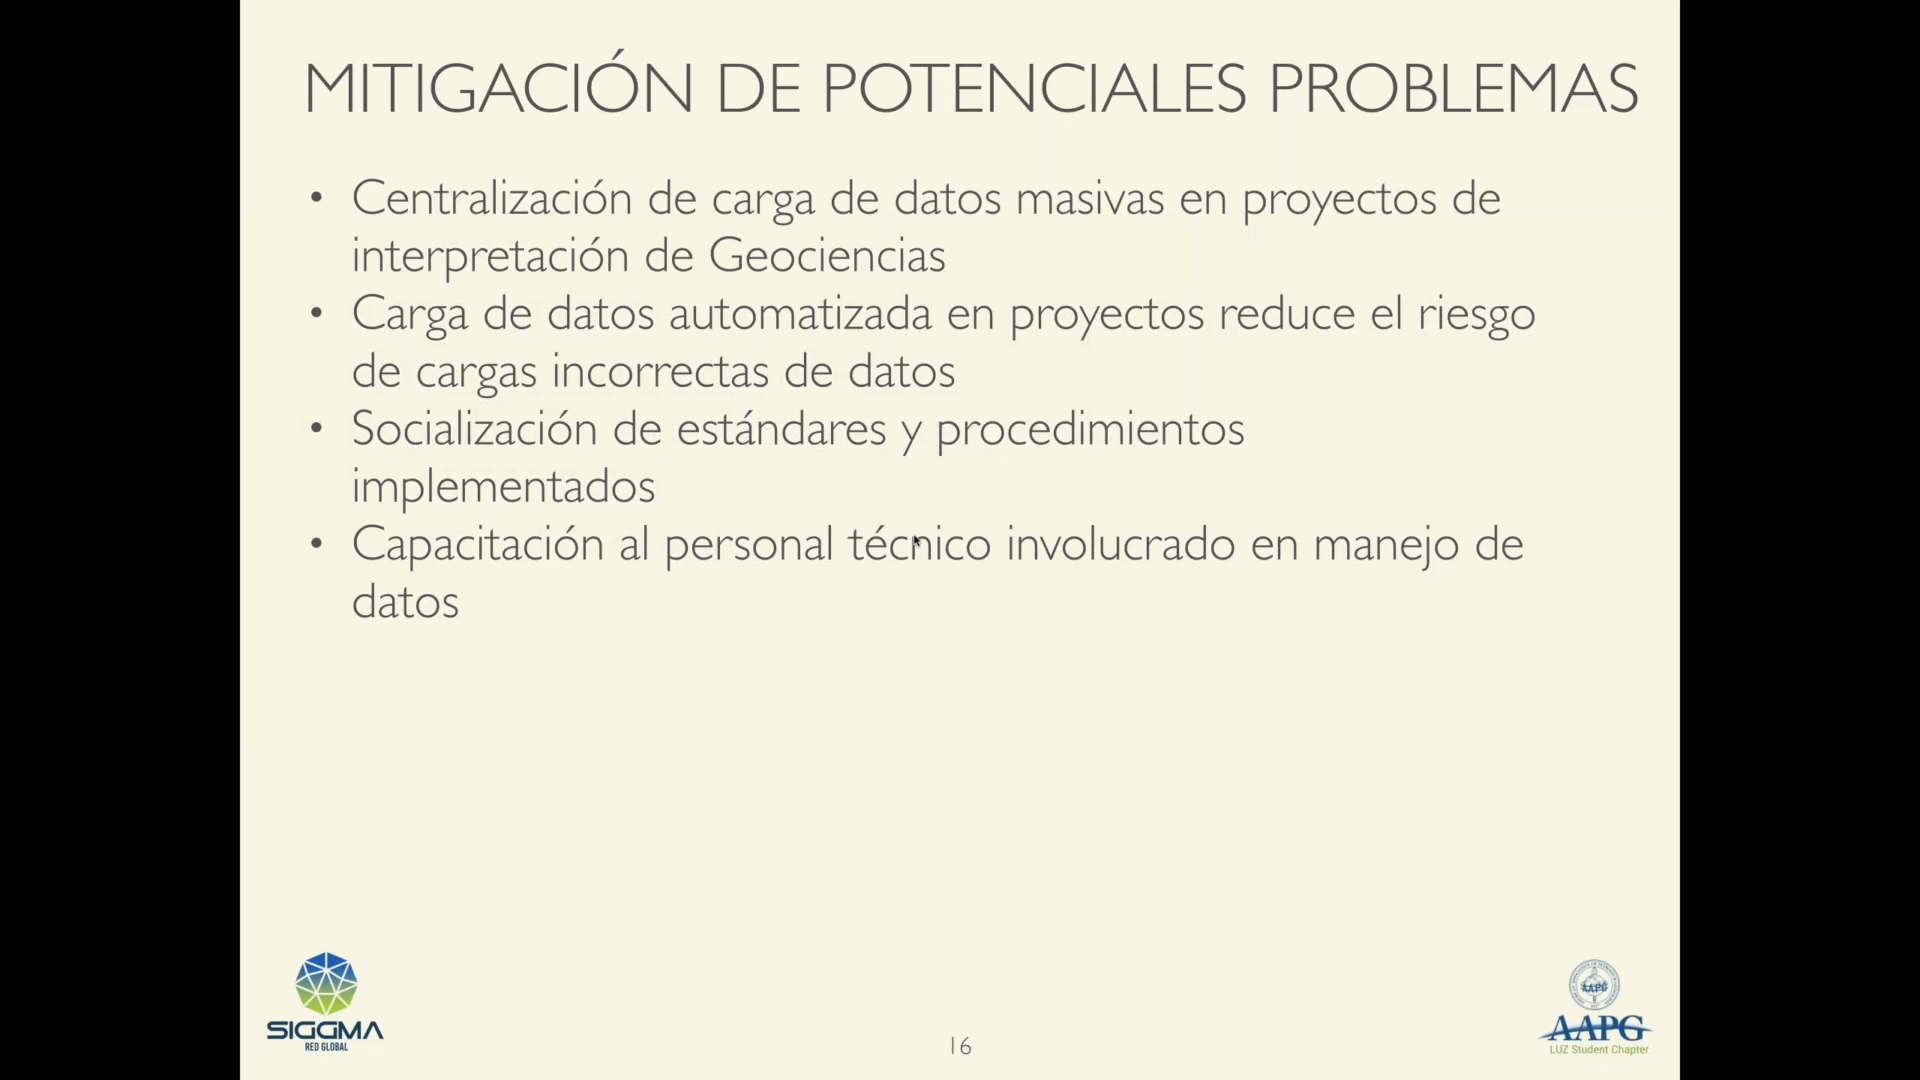 MITIGACIÓN DE POTENCIALES PROBLEMAS
• Centralización de carga de datos masivas en proyectos de
interpretación de Geociencias
• Carga de datos automatizada en proyectos reduce el riesgo
de cargas incorrectas de datos
• Socialización de estándares y procedimientos
implementados
• Capacitación al personal técnico involucrado en manejo de
datos
SIGGMA
RED GLOBAL
16
AAPG
AAPG
LUZ Student Chapter